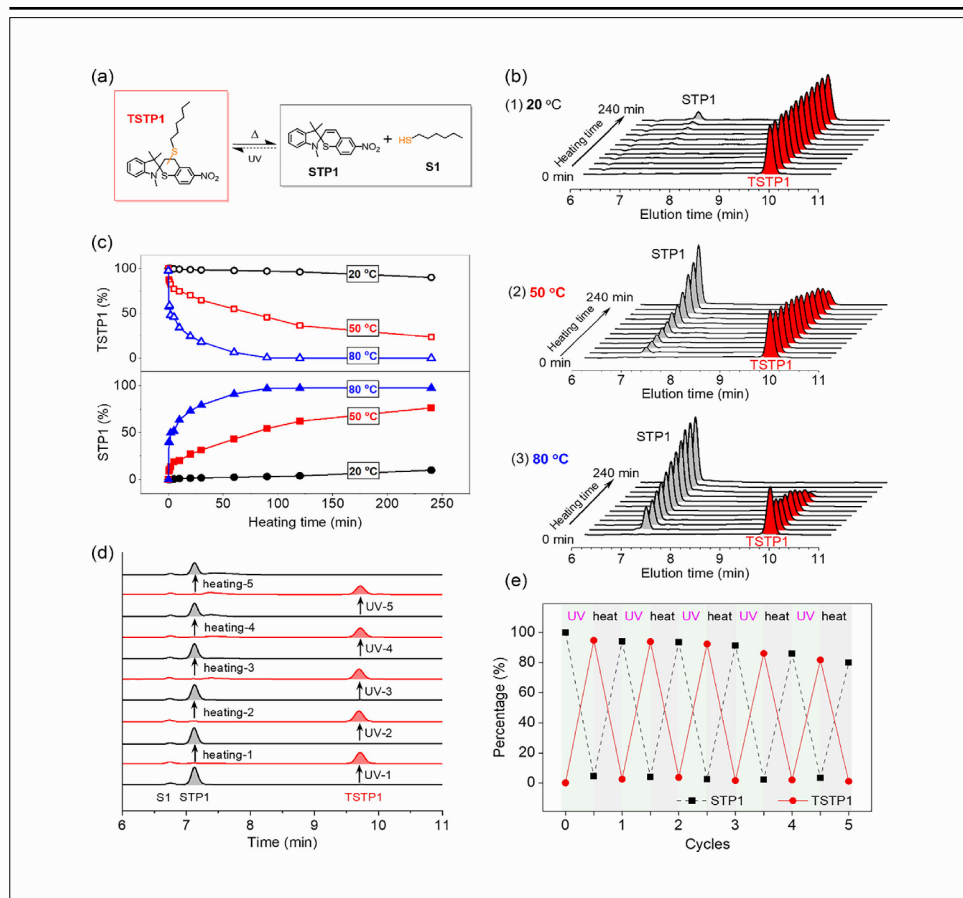 (a)
TSTP1
S
N
S
NO₂
Δ
UV
N
S
NO₂
STP1
+
HS
S1
(b)
(1) 20 °C
STP1
240 min
Heating time
0 min
TSTP1
6 7 8 9 10 11
Elution time (min)
(2) 50 °C
STP1
240 min
Heating time
0 min
TSTP1
6 7 8 9 10 11
Elution time (min)
(3) 80 °C
STP1
240 min
Heating time
0 min
TSTP1
6 7 8 9 10 11
Elution time (min)
(c)
TSTP1 (%)
100
50
0
20 °C
50 °C
80 °C
STP1 (%)
100
50
0
80 °C
50 °C
20 °C
0 50 100 150 200 250
Heating time (min)
(d)
heating-5
UV-5
heating-4
UV-4
heating-3
UV-3
heating-2
UV-2
heating-1
UV-1
S1 STP1 TSTP1
6 7 8 9 10 11
Time (min)
(e)
UV heat UV heat UV heat UV heat UV heat
Percentage (%)
100
80
60
40
20
0
STP1 TSTP1
0 1 2 3 4 5
Cycles